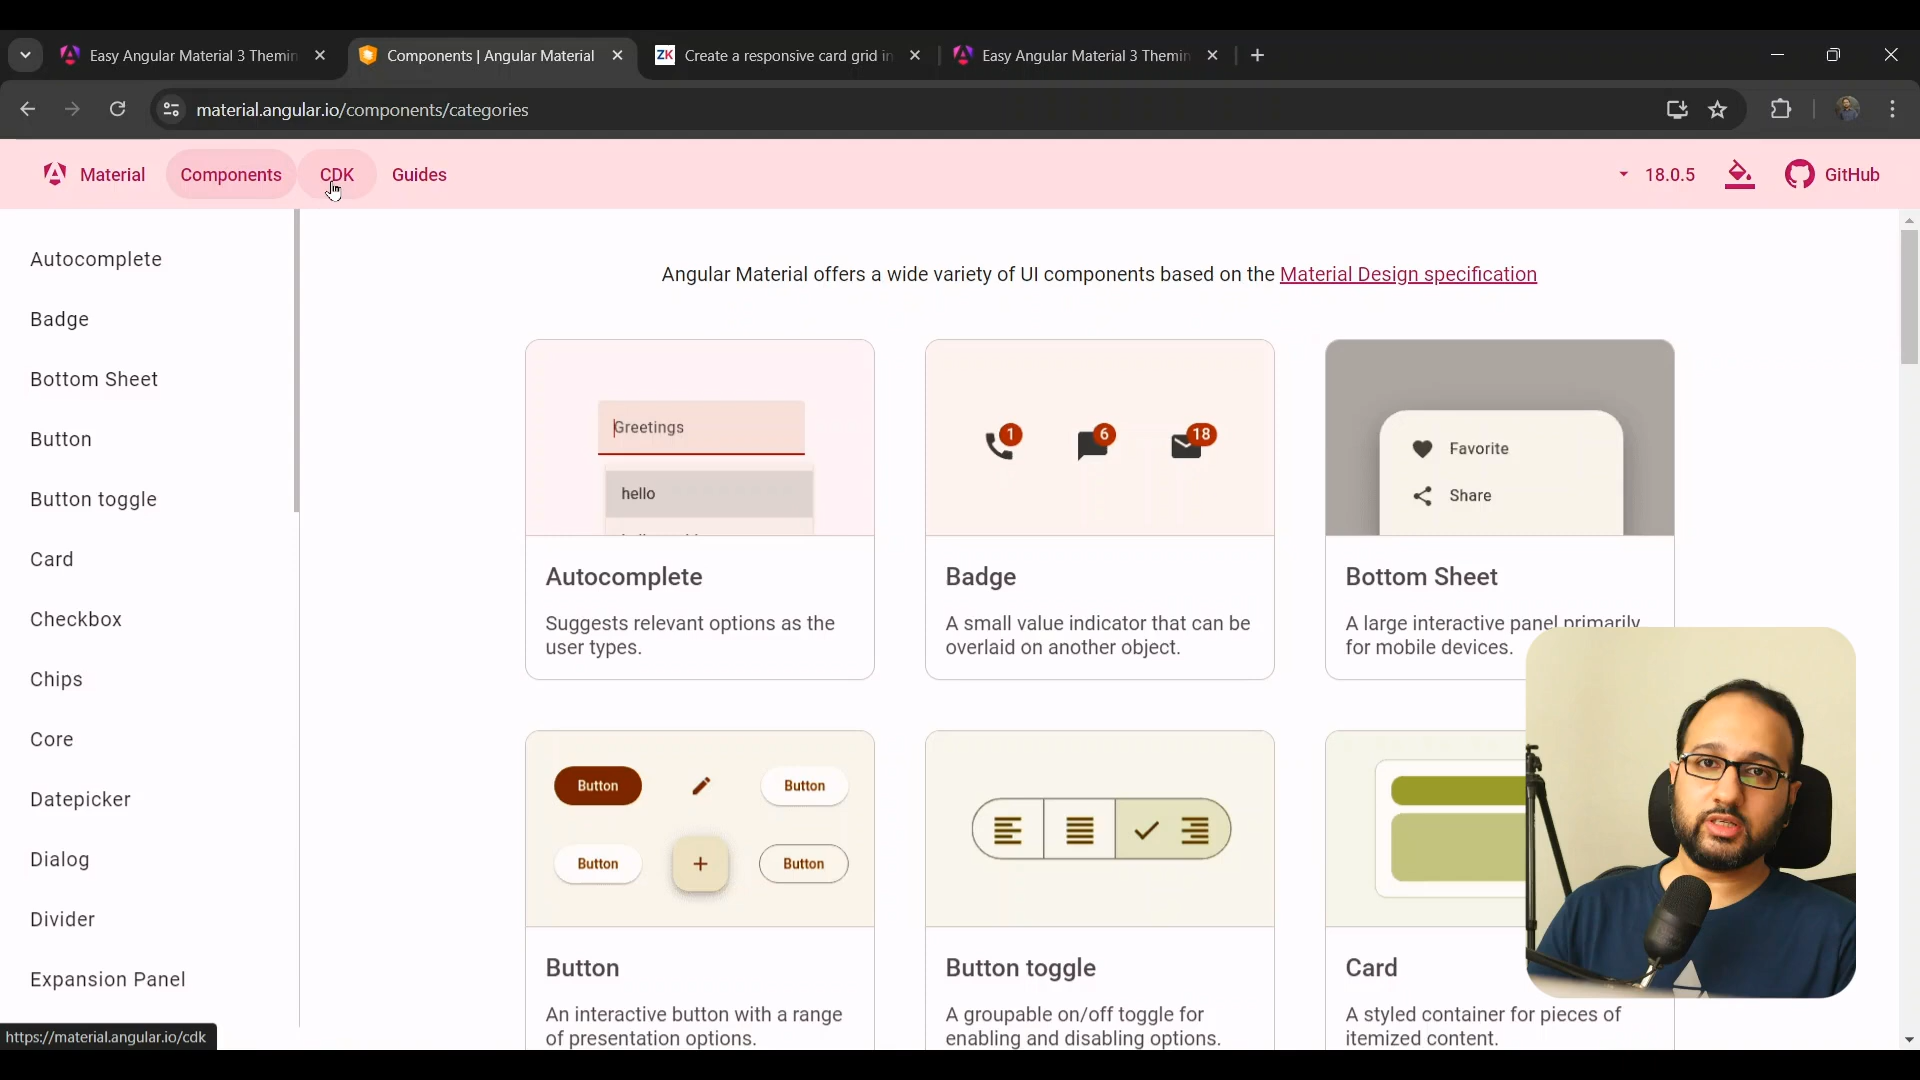 Easy Angular Material 3 Themin
Components | Angular Material
ZK
Create a responsive card grid in
Easy Angular Material 3 Themin
material.angular.io/components/categories
Material
Components
CDK
Guides
18.0.5
GitHub
Autocomplete
Badge
Bottom Sheet
Button
Button toggle
Card
Checkbox
Chips
Core
Datepicker
Dialog
Divider
Expansion Panel
Angular Material offers a wide variety of UI components based on the Material Design specification
Greetings
hello
Autocomplete
Suggests relevant options as the
user types.
1
6
18
Badge
A small value indicator that can be
overlaid on another object.
Favorite
Share
Bottom Sheet
A large interactive panel primarily
for mobile devices.
Button
Button
Button
+
Button
Button
An interactive button with a range
of presentation options.
Button toggle
A groupable on/off toggle for
enabling and disabling options.
Card
A styled container for pieces of
itemized content.
https://material.angular.io/cdk